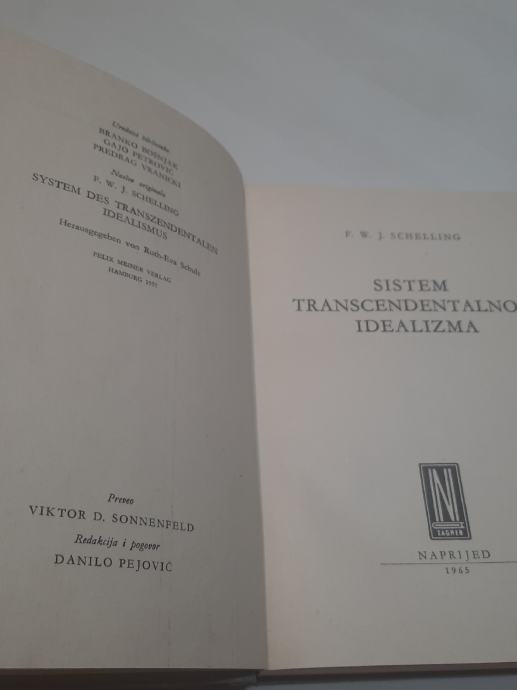 Urednici biblioteke
BRANKO BOŠNJAK
GAJO PETROVIĆ
PREDRAG VRANICKI
Naslov originala
F. W. J. SCHELLING
SYSTEM DES TRANSZENDENTALEN
IDEALISMUS
Herausgegeben von Ruth-Eva Schulz
FELIX MEINER VERLAG
HAMBURG 1957
Preveo
VIKTOR D. SONNENFELD
Redakcija i pogovor
DANILO PEJOVIĆ
F. W. J. SCHELLING
SISTEM
TRANSCENDENTALNO
IDEALIZMA
N
ZAGREB
NAPRIJED
1965